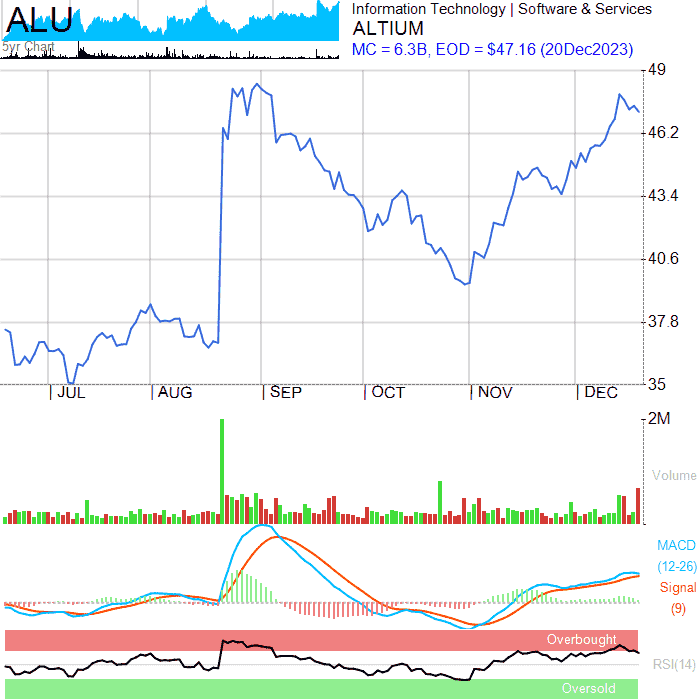 ALU
5yr Chart
Information Technology | Software & Services
ALTIUM
MC = 6.3B, EOD = $47.16 (20Dec2023)
49
46.2
43.4
40.6
37.8
35
JUL
AUG
SEP
OCT
NOV
DEC
2M
Volume
MACD
(12-26)
Signal
(9)
Overbought
RSI(14)
Oversold